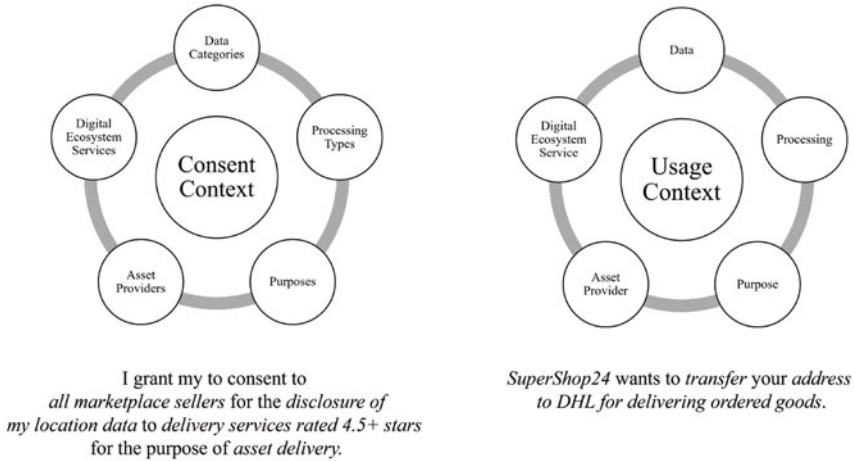 Data
Categories
Digital
Ecosystem
Services
Processing
Types
Consent
Context
Asset
Providers
Purposes
I grant my to consent to
all marketplace sellers for the disclosure of
my location data to delivery services rated 4.5+ stars
for the purpose of asset delivery.
Data
Digital
Ecosystem
Service
Processing
Usage
Context
Asset
Provider
Purpose
SuperShop24 wants to transfer your address
to DHL for delivering ordered goods.